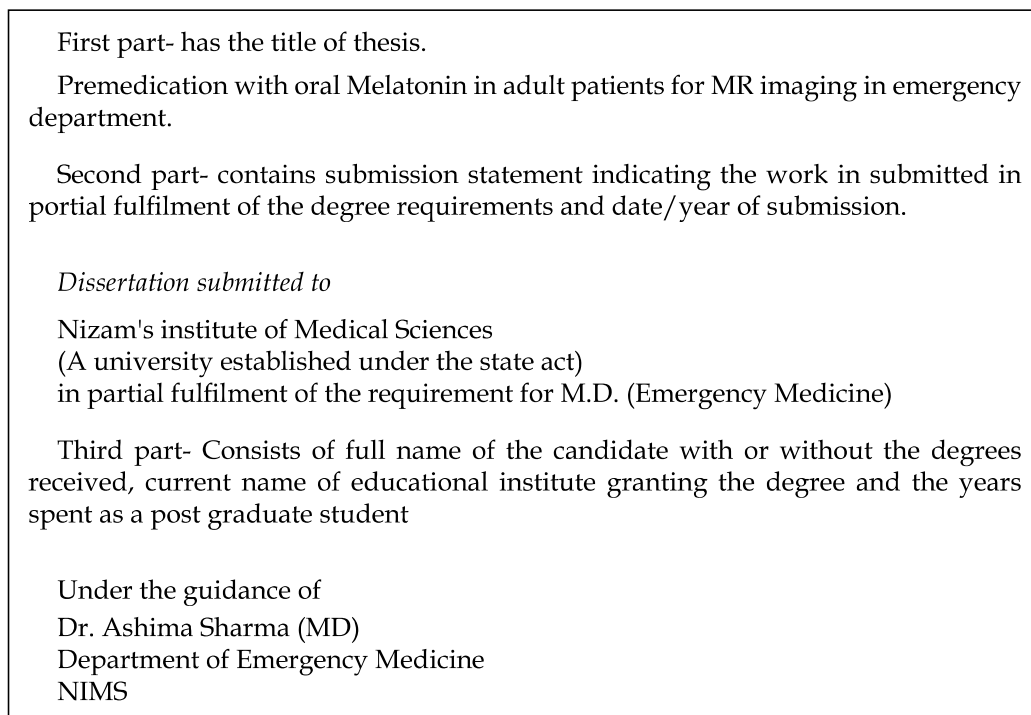 First part- has the title of thesis.
Premedication with oral Melatonin in adult patients for MR imaging in emergency
department.
Second part- contains submission statement indicating the work in submitted in
portial fulfilment of the degree requirements and date/year of submission.
Dissertation submitted to
Nizam's institute of Medical Sciences
(A university established under the state act)
in partial fulfilment of the requirement for M.D. (Emergency Medicine)
Third part- Consists of full name of the candidate with or without the degrees
received, current name of educational institute granting the degree and the years
spent as a post graduate student
Under the guidance of
Dr. Ashima Sharma (MD)
Department of Emergency Medicine
NIMS